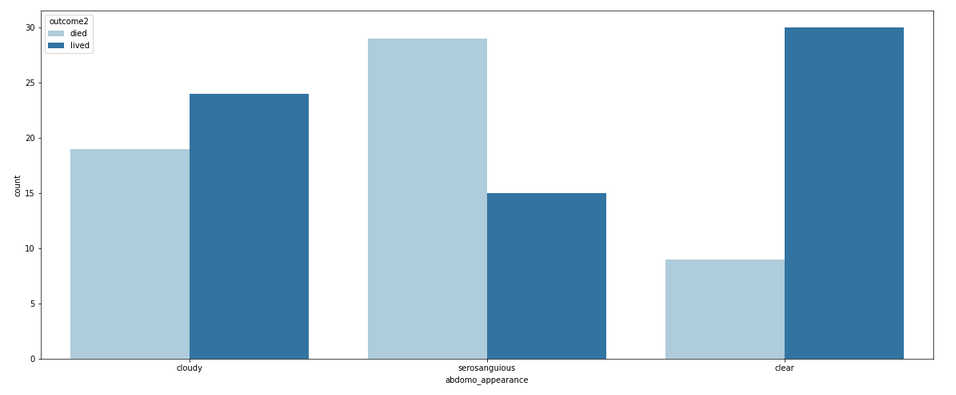 outcome2
died
lived
30
25
20
15
10
5
0
count
cloudy
serosanguious
clear
abdomo_appearance